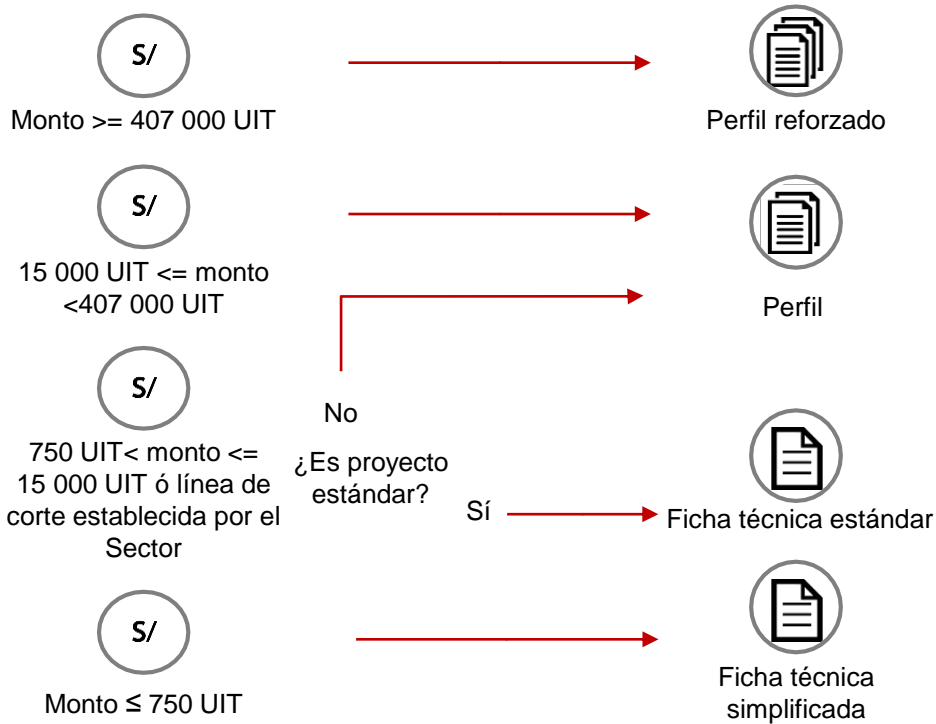 S/
Monto >= 407 000 UIT
Perfil reforzado
S/
15 000 UIT <= monto
<407 000 UIT
Perfil
S/
750 UIT< monto <=
15 000 UIT ó línea de
corte establecida por el
Sector
No
¿Es proyecto
estándar?
Sí
Ficha técnica estándar
S/
Monto ≤ 750 UIT
Ficha técnica
simplificada